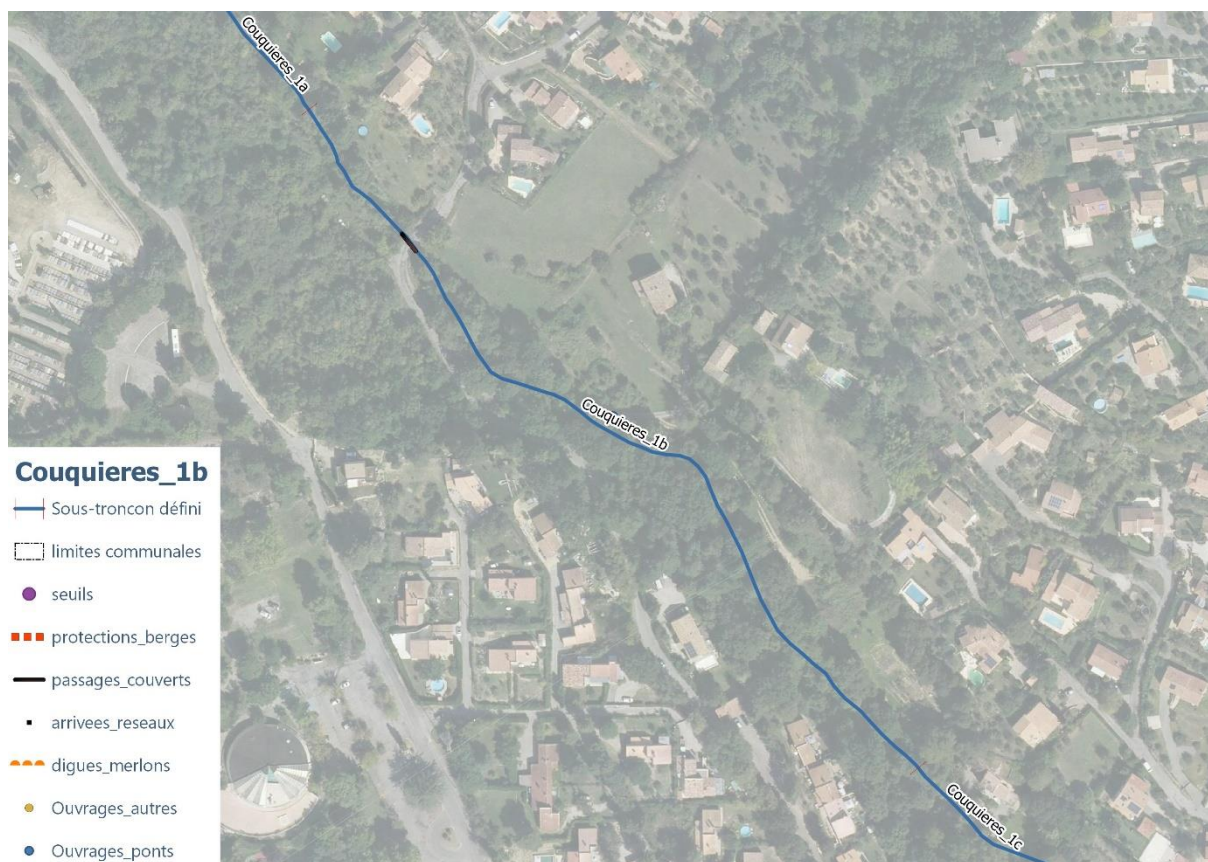 Couquieres_1a
Couquieres_1b
Couquieres_1c
Couquieres_1b
Sous-troncon défini
limites communales
seuils
protections_berges
passages_couverts
arrivees_reseaux
digues_merlons
Ouvrages_autres
Ouvrages_ponts